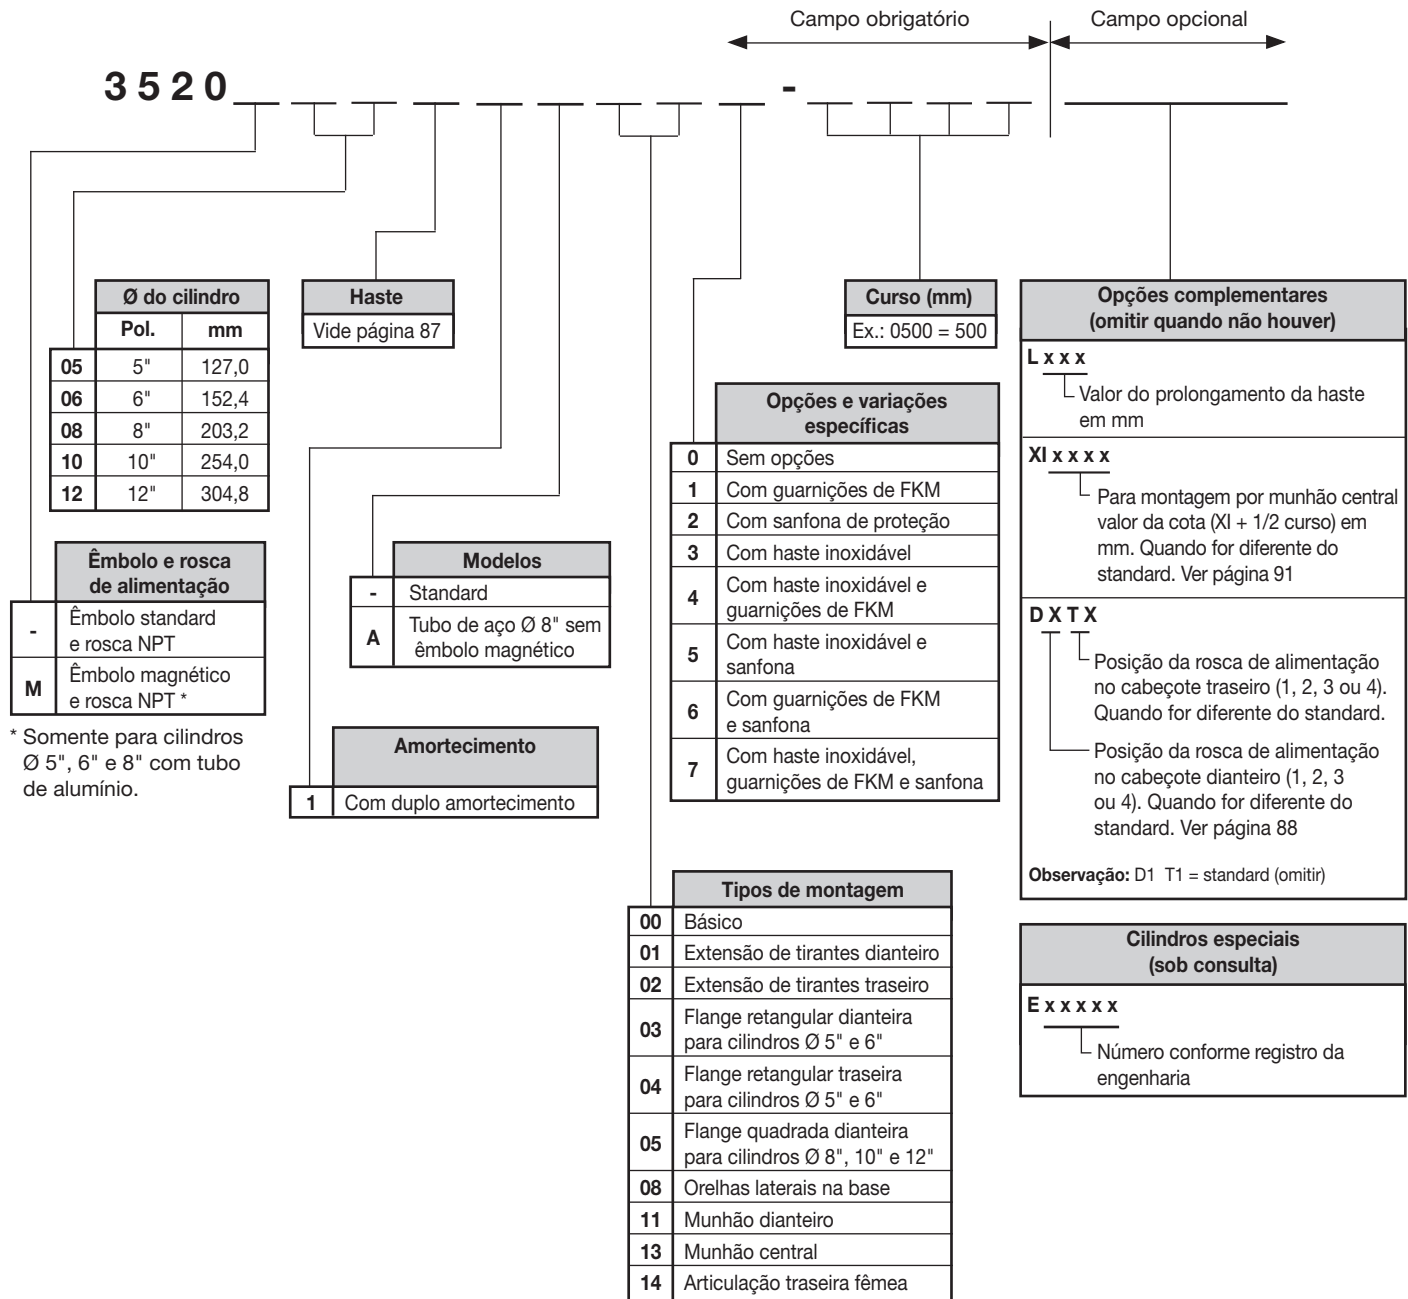 Campo obrigatório
Campo opcional
3520
-
Ø do cilindro
Pol. mm
05 5" 127,0
06 6" 152,4
08 8" 203,2
10 10" 254,0
12 12" 304,8
Haste
Vide página 87
Curso (mm)
Ex.: 0500 = 500
Êmbolo e rosca
de alimentação
- Êmbolo standard
e rosca NPT
M Êmbolo magnético
e rosca NPT *
* Somente para cilindros
Ø 5", 6" e 8" com tubo
de alumínio.
Modelos
- Standard
A Tubo de aço Ø 8" sem
êmbolo magnético
Amortecimento
1 Com duplo amortecimento
Opções e variações
específicas
0 Sem opções
1 Com guarnições de FKM
2 Com sanfona de proteção
3 Com haste inoxidável
4 Com haste inoxidável e
guarnições de FKM
5 Com haste inoxidável e
sanfona
6 Com guarnições de FKM
e sanfona
7 Com haste inoxidável,
guarnições de FKM e sanfona
Tipos de montagem
00 Básico
01 Extensão de tirantes dianteiro
02 Extensão de tirantes traseiro
03 Flange retangular dianteira
para cilindros Ø 5" e 6"
04 Flange retangular traseira
para cilindros Ø 5" e 6"
05 Flange quadrada dianteira
para cilindros Ø 8", 10" e 12"
08 Orelhas laterais na base
11 Munhão dianteiro
13 Munhão central
14 Articulação traseira fêmea
Opções complementares
(omitir quando não houver)
L x x x
Valor do prolongamento da haste
em mm
XI x x x x
Para montagem por munhão central
valor da cota (XI + 1/2 curso) em
mm. Quando for diferente do
standard. Ver página 91
D X T X
Posição da rosca de alimentação
no cabeçote traseiro (1, 2, 3 ou 4).
Quando for diferente do standard.
Posição da rosca de alimentação
no cabeçote dianteiro (1, 2, 3
ou 4). Quando for diferente do
standard. Ver página 88
Observação: D1 T1 = standard (omitir)
Cilindros especiais
(sob consulta)
E x x x x x
Número conforme registro da
engenharia